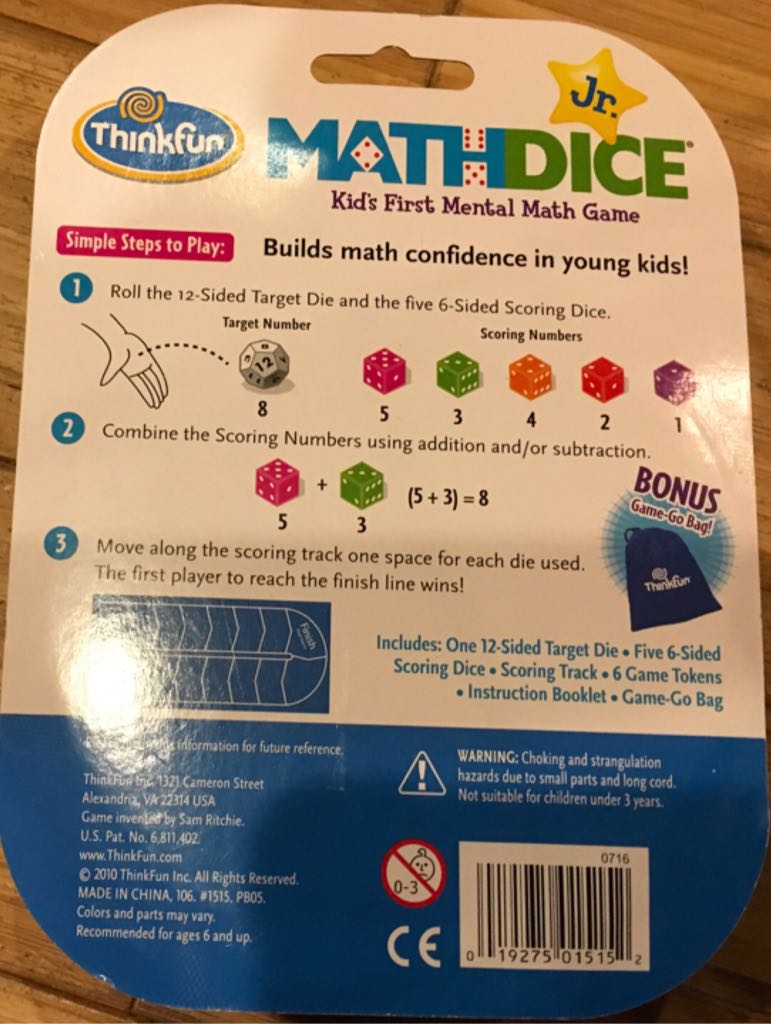 Jr.
ThinkFun
MATHDICE®
Kid's First Mental Math Game
Simple Steps to Play:
Builds math confidence in young kids!
1 Roll the 12-Sided Target Die and the five 6-Sided Scoring Dice.
Target Number
Scoring Numbers
12
8 5 3 4 2 1
2 Combine the Scoring Numbers using addition and/or subtraction.
+ (5 + 3) = 8
5 3
BONUS
Game-Go Bag!
ThinkFun
3 Move along the scoring track one space for each die used.
The first player to reach the finish line wins!
Finish
Includes: One 12-Sided Target Die • Five 6-Sided
Scoring Dice • Scoring Track • 6 Game Tokens
• Instruction Booklet • Game-Go Bag
information for future reference.
ThinkFun Inc. 1321 Cameron Street
Alexandria, VA 22314 USA
Game invented by Sam Ritchie.
U.S. Pat. No. 6,811,402.
www.ThinkFun.com
© 2010 ThinkFun Inc. All Rights Reserved.
MADE IN CHINA, 106. #1515. PB05.
Colors and parts may vary.
Recommended for ages 6 and up.
WARNING: Choking and strangulation
hazards due to small parts and long cord.
Not suitable for children under 3 years.
0-3
CE
0716
0 19275 01515 2